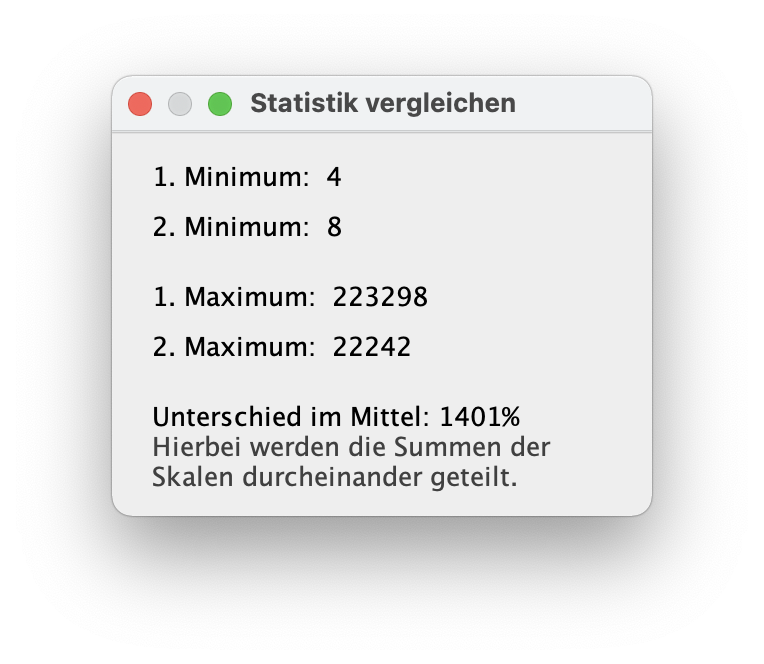 Statistik vergleichen
1. Minimum: 4
2. Minimum: 8
1. Maximum: 223298
2. Maximum: 22242
Unterschied im Mittel: 1401%
Hierbei werden die Summen der
Skalen durcheinander geteilt.